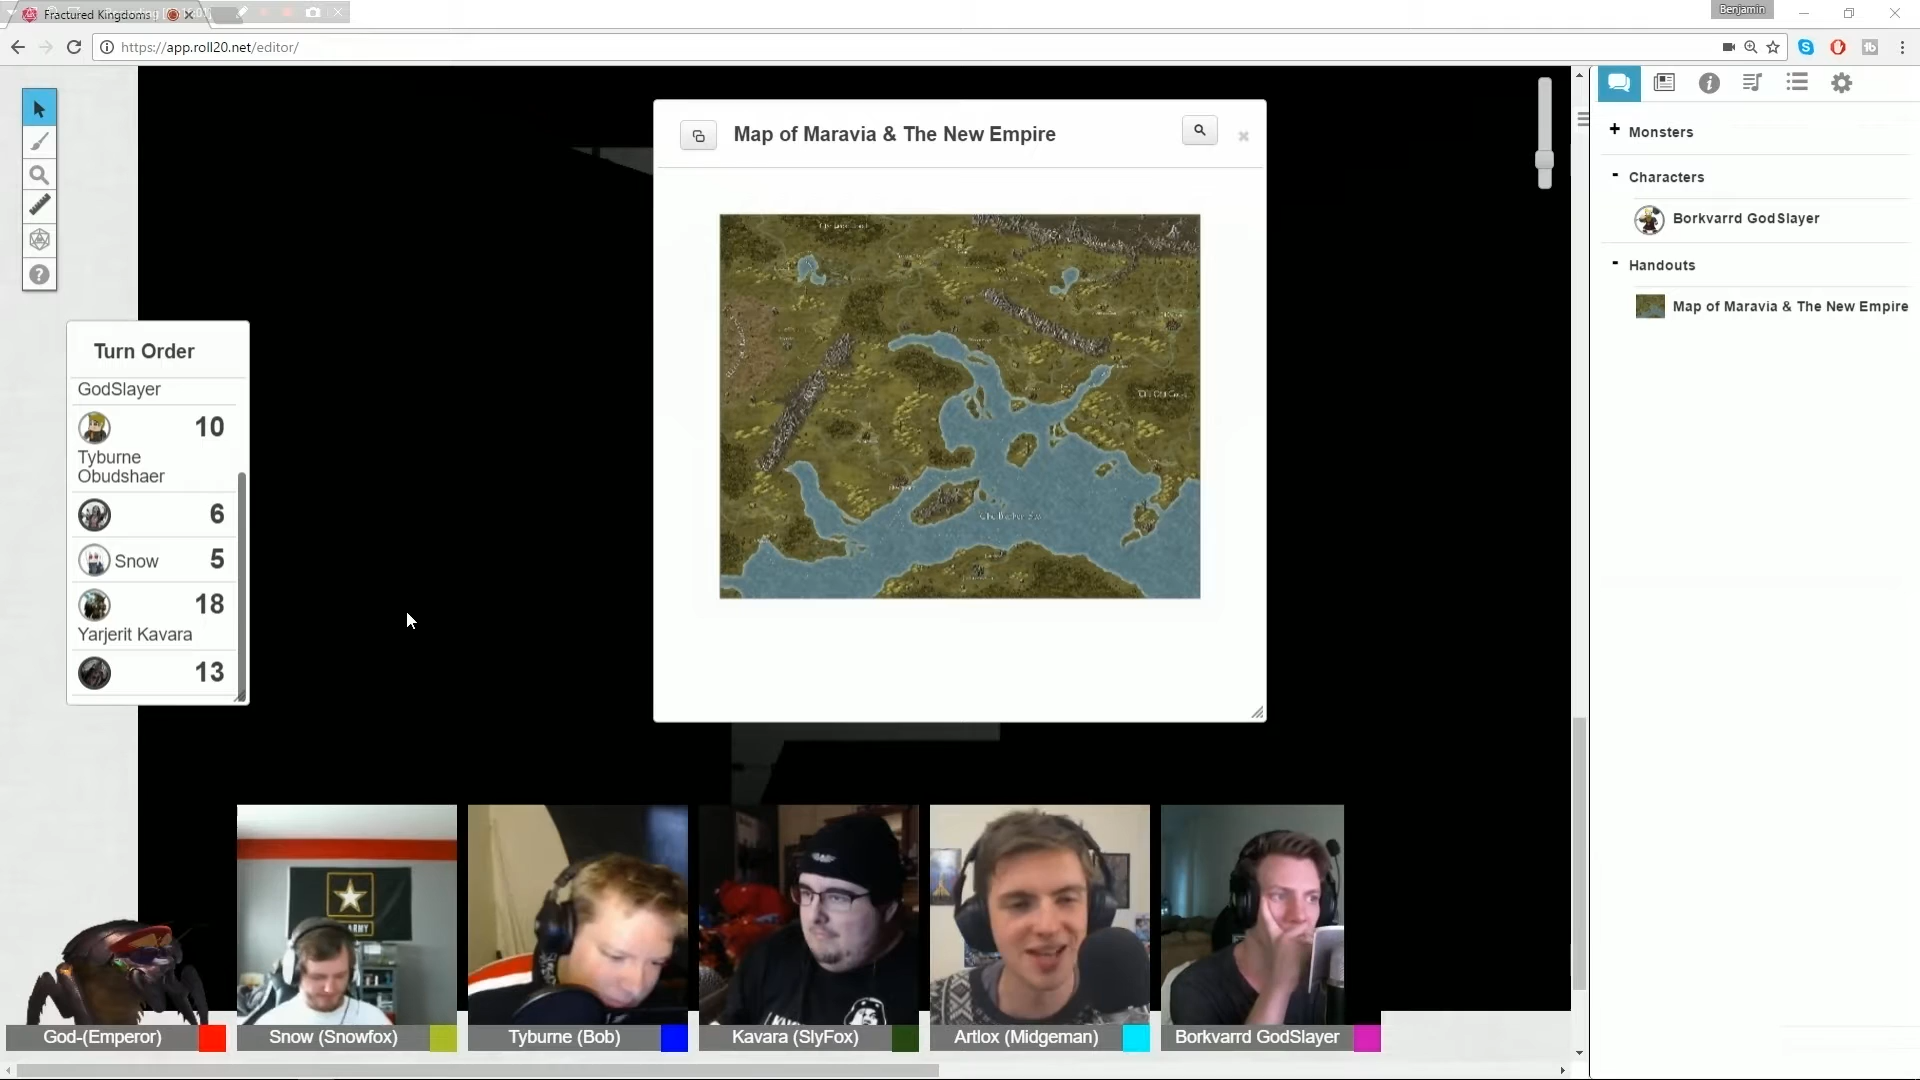 Fractured Kingdoms
Benjamin
https://app.roll20.net/editor/
Map of Maravia & The New Empire
Monsters
Characters
Borkvarrd GodSlayer
Handouts
Map of Maravia & The New Empire
Turn Order
GodSlayer
10
Tyburne
Obudshaer
6
Snow 5
18
Yarjerit Kavara
13
ARMY
God-(Emperor)
Snow (Snowfox)
Tyburne (Bob)
Kavara (SlyFox)
Artlox (Midgeman)
Borkvarrd GodSlayer